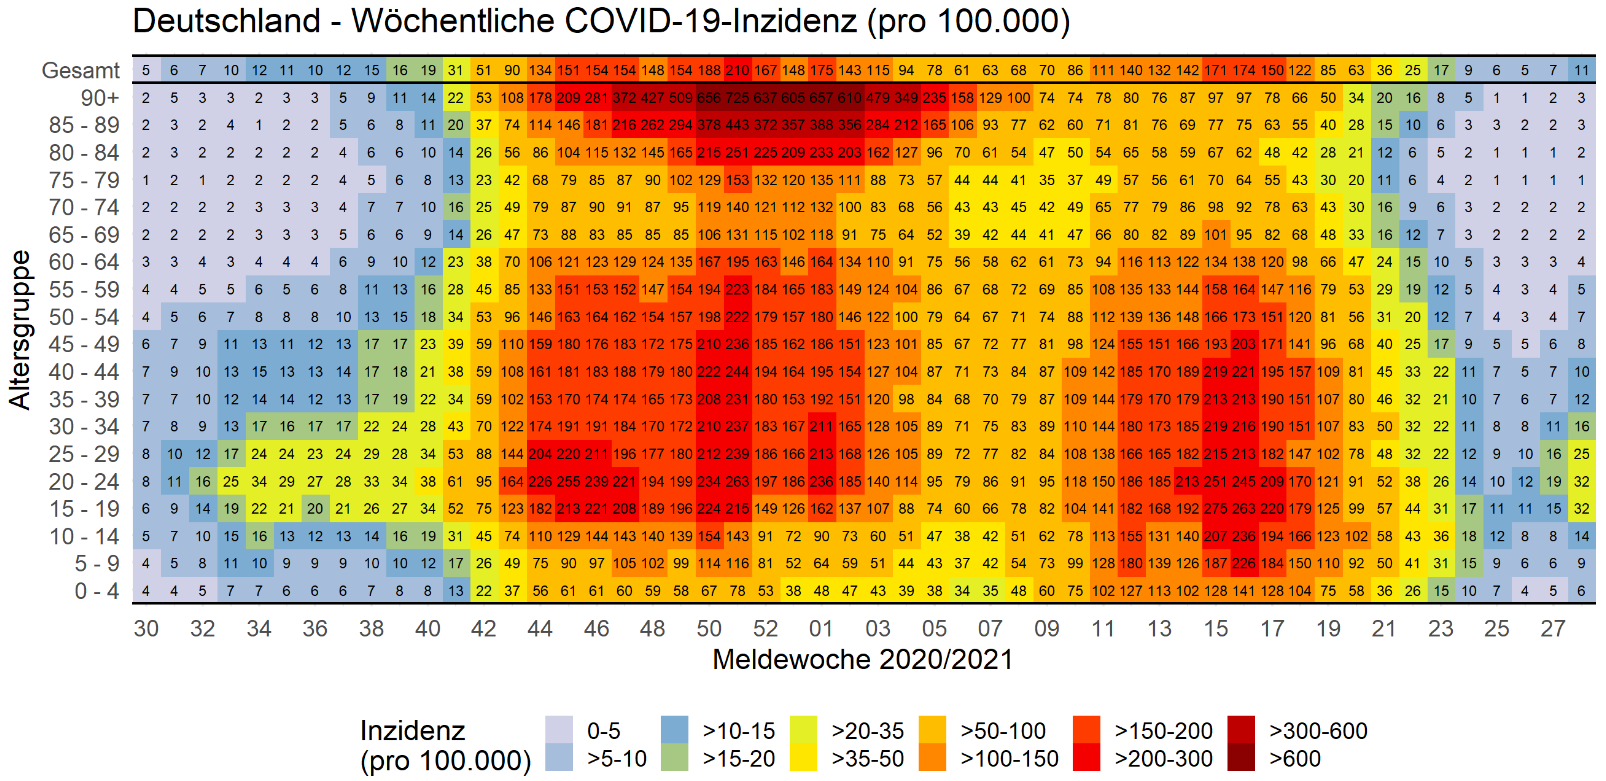 Deutschland - Wöchentliche COVID-19-Inzidenz (pro 100.000)
Gesamt 5 6 7 10 12 11 10 12 15 16 19 31 51 90 134 151 154 154 148 154 188 210 167 148 175 143 115 94 78 61 63 68 70 86 111 140 132 142 171 174 150 122 85 63 36 25 17 9 6 5 7 11
90+ 2 5 3 3 2 3 3 5 9 11 14 22 53 108 178 209 281 372 427 509 656 725 637 605 657 610 479 349 235 158 129 100 74 74 78 80 76 87 97 97 78 66 50 34 20 16 8 5 1 1 2 3
85 - 89 2 3 2 4 1 2 2 5 6 8 11 20 37 74 114 146 181 216 262 294 378 443 372 357 388 356 284 212 165 106 93 77 62 60 71 81 76 69 77 75 63 55 40 28 15 10 6 3 3 2 2 3
80 - 84 2 3 2 2 2 2 2 4 6 6 10 14 26 56 86 104 115 132 145 165 215 251 225 209 233 203 162 127 96 70 61 54 47 50 54 65 58 59 67 62 48 42 28 21 12 6 5 2 1 1 1 2
75 - 79 1 2 1 2 2 2 2 4 5 6 8 13 23 42 68 79 85 87 90 102 129 153 132 120 135 111 88 73 57 44 44 41 35 37 49 57 56 61 70 64 55 43 30 20 11 6 4 2 1 1 1 1
70 - 74 2 2 2 2 3 3 3 4 7 7 10 16 25 49 79 87 90 91 87 95 119 140 121 112 132 100 83 68 56 43 43 45 42 49 65 77 79 86 98 92 78 63 43 30 16 9 6 3 2 2 2 2
65 - 69 2 2 2 2 3 3 3 5 6 6 9 14 26 47 73 88 83 85 85 85 106 131 115 102 118 91 75 64 52 39 42 44 41 47 66 80 82 89 101 95 82 68 48 33 16 12 7 3 2 2 2 2
60 - 64 3 3 4 3 4 4 4 6 9 10 12 23 38 70 106 121 123 129 124 135 167 195 163 146 164 134 110 91 75 56 58 62 61 73 94 116 113 122 134 138 120 98 66 47 24 15 10 5 3 3 3 4
55 - 59 4 4 5 5 6 5 6 8 11 13 16 28 45 85 133 151 153 152 147 154 194 223 184 165 183 149 124 104 86 67 68 72 69 85 108 135 133 144 158 164 147 116 79 53 29 19 12 5 4 3 4 5
50 - 54 4 5 6 7 8 8 8 10 13 15 18 34 53 96 146 163 164 162 154 157 198 222 179 157 180 146 122 100 79 64 67 71 74 88 112 139 136 148 166 173 151 116 81 56 31 20 12 7 4 3 4 7
45 - 49 6 7 9 11 13 11 12 13 17 17 23 39 59 110 159 180 176 183 172 175 210 236 185 162 186 151 123 101 85 67 72 77 81 98 124 155 151 166 193 203 171 141 96 68 40 25 17 9 5 5 6 8
40 - 44 7 9 10 13 15 13 13 14 17 18 21 38 59 108 161 181 183 188 179 180 222 244 194 164 195 154 127 104 87 71 73 84 87 109 142 185 170 189 219 221 195 157 109 81 45 33 22 11 7 5 7 10
35 - 39 7 7 10 12 14 14 12 13 17 19 22 34 59 102 153 170 174 174 165 173 208 231 180 153 192 151 120 98 84 68 70 79 90 109 144 179 170 179 213 213 190 151 107 80 46 32 21 10 7 6 7 12
30 - 34 7 8 9 13 17 16 17 17 22 24 28 43 70 122 174 191 191 184 170 172 210 237 183 167 211 165 128 105 89 71 75 83 89 110 144 180 173 185 219 216 190 151 107 83 50 32 22 11 8 8 11 16
25 - 29 8 10 12 17 24 24 23 24 29 28 34 53 88 144 204 220 211 196 177 180 212 239 186 166 213 168 126 105 92 75 77 84 90 108 138 166 165 182 215 213 182 147 102 78 48 32 22 12 9 10 16 25
20 - 24 8 11 16 25 34 29 27 28 33 34 38 61 95 164 226 255 239 221 194 199 234 263 197 186 236 185 140 114 95 79 86 91 95 118 150 186 185 213 251 245 209 170 121 91 52 38 26 14 10 12 19 32
15 - 19 6 9 14 19 22 21 20 21 26 27 34 52 75 123 182 213 221 208 189 196 224 215 149 126 162 137 107 88 74 60 66 78 82 104 141 182 168 192 275 263 220 179 125 99 57 44 31 17 11 11 15 32
10 - 14 5 7 10 15 16 13 12 13 14 16 19 31 45 74 110 129 144 143 140 139 154 143 91 72 90 73 60 51 47 38 42 51 62 78 113 155 131 140 207 236 194 166 123 102 58 43 36 18 12 8 8 14
5 - 9 4 5 8 11 10 9 9 9 10 10 12 17 26 49 75 90 97 105 102 99 114 116 81 52 64 59 51 44 43 37 42 54 73 99 128 180 139 126 187 226 184 150 110 92 50 41 31 15 9 6 6 9
0 - 4 4 4 5 7 7 6 6 6 7 8 8 13 22 37 56 61 61 60 59 58 67 78 53 38 48 47 43 39 38 34 35 48 60 75 102 127 113 102 128 141 128 104 75 58 36 26 15 10 7 4 5 6
Altersgruppe
30 32 34 36 38 40 42 44 46 48 50 52 01 03 05 07 09 11 13 15 17 19 21 23 25 27
Meldewoche 2020/2021
Inzidenz
(pro 100.000)
0-5 >10-15 >20-35 >50-100 >150-200 >300-600
>5-10 >15-20 >35-50 >100-150 >200-300 >600